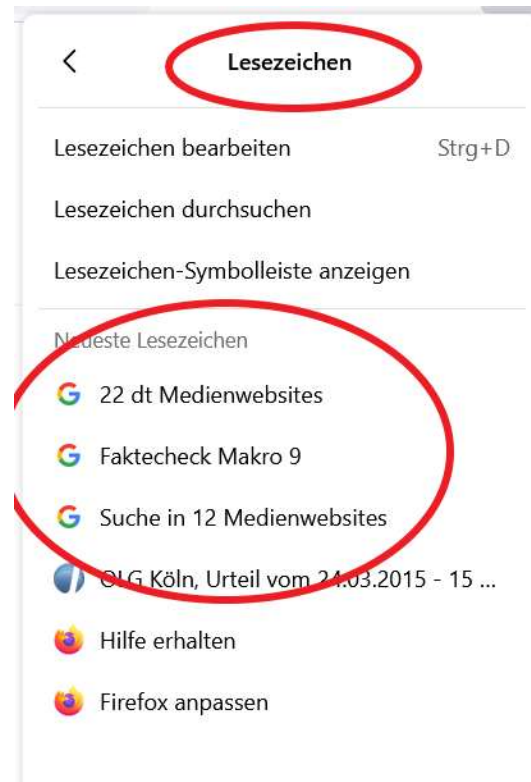 Lesezeichen
Lesezeichen bearbeiten Strg+D
Lesezeichen durchsuchen
Lesezeichen-Symbolleiste anzeigen
Neueste Lesezeichen
22 dt Medienwebsites
Faktecheck Makro 9
Suche in 12 Medienwebsites
OLG Köln, Urteil vom 24.03.2015 - 15 ...
Hilfe erhalten
Firefox anpassen